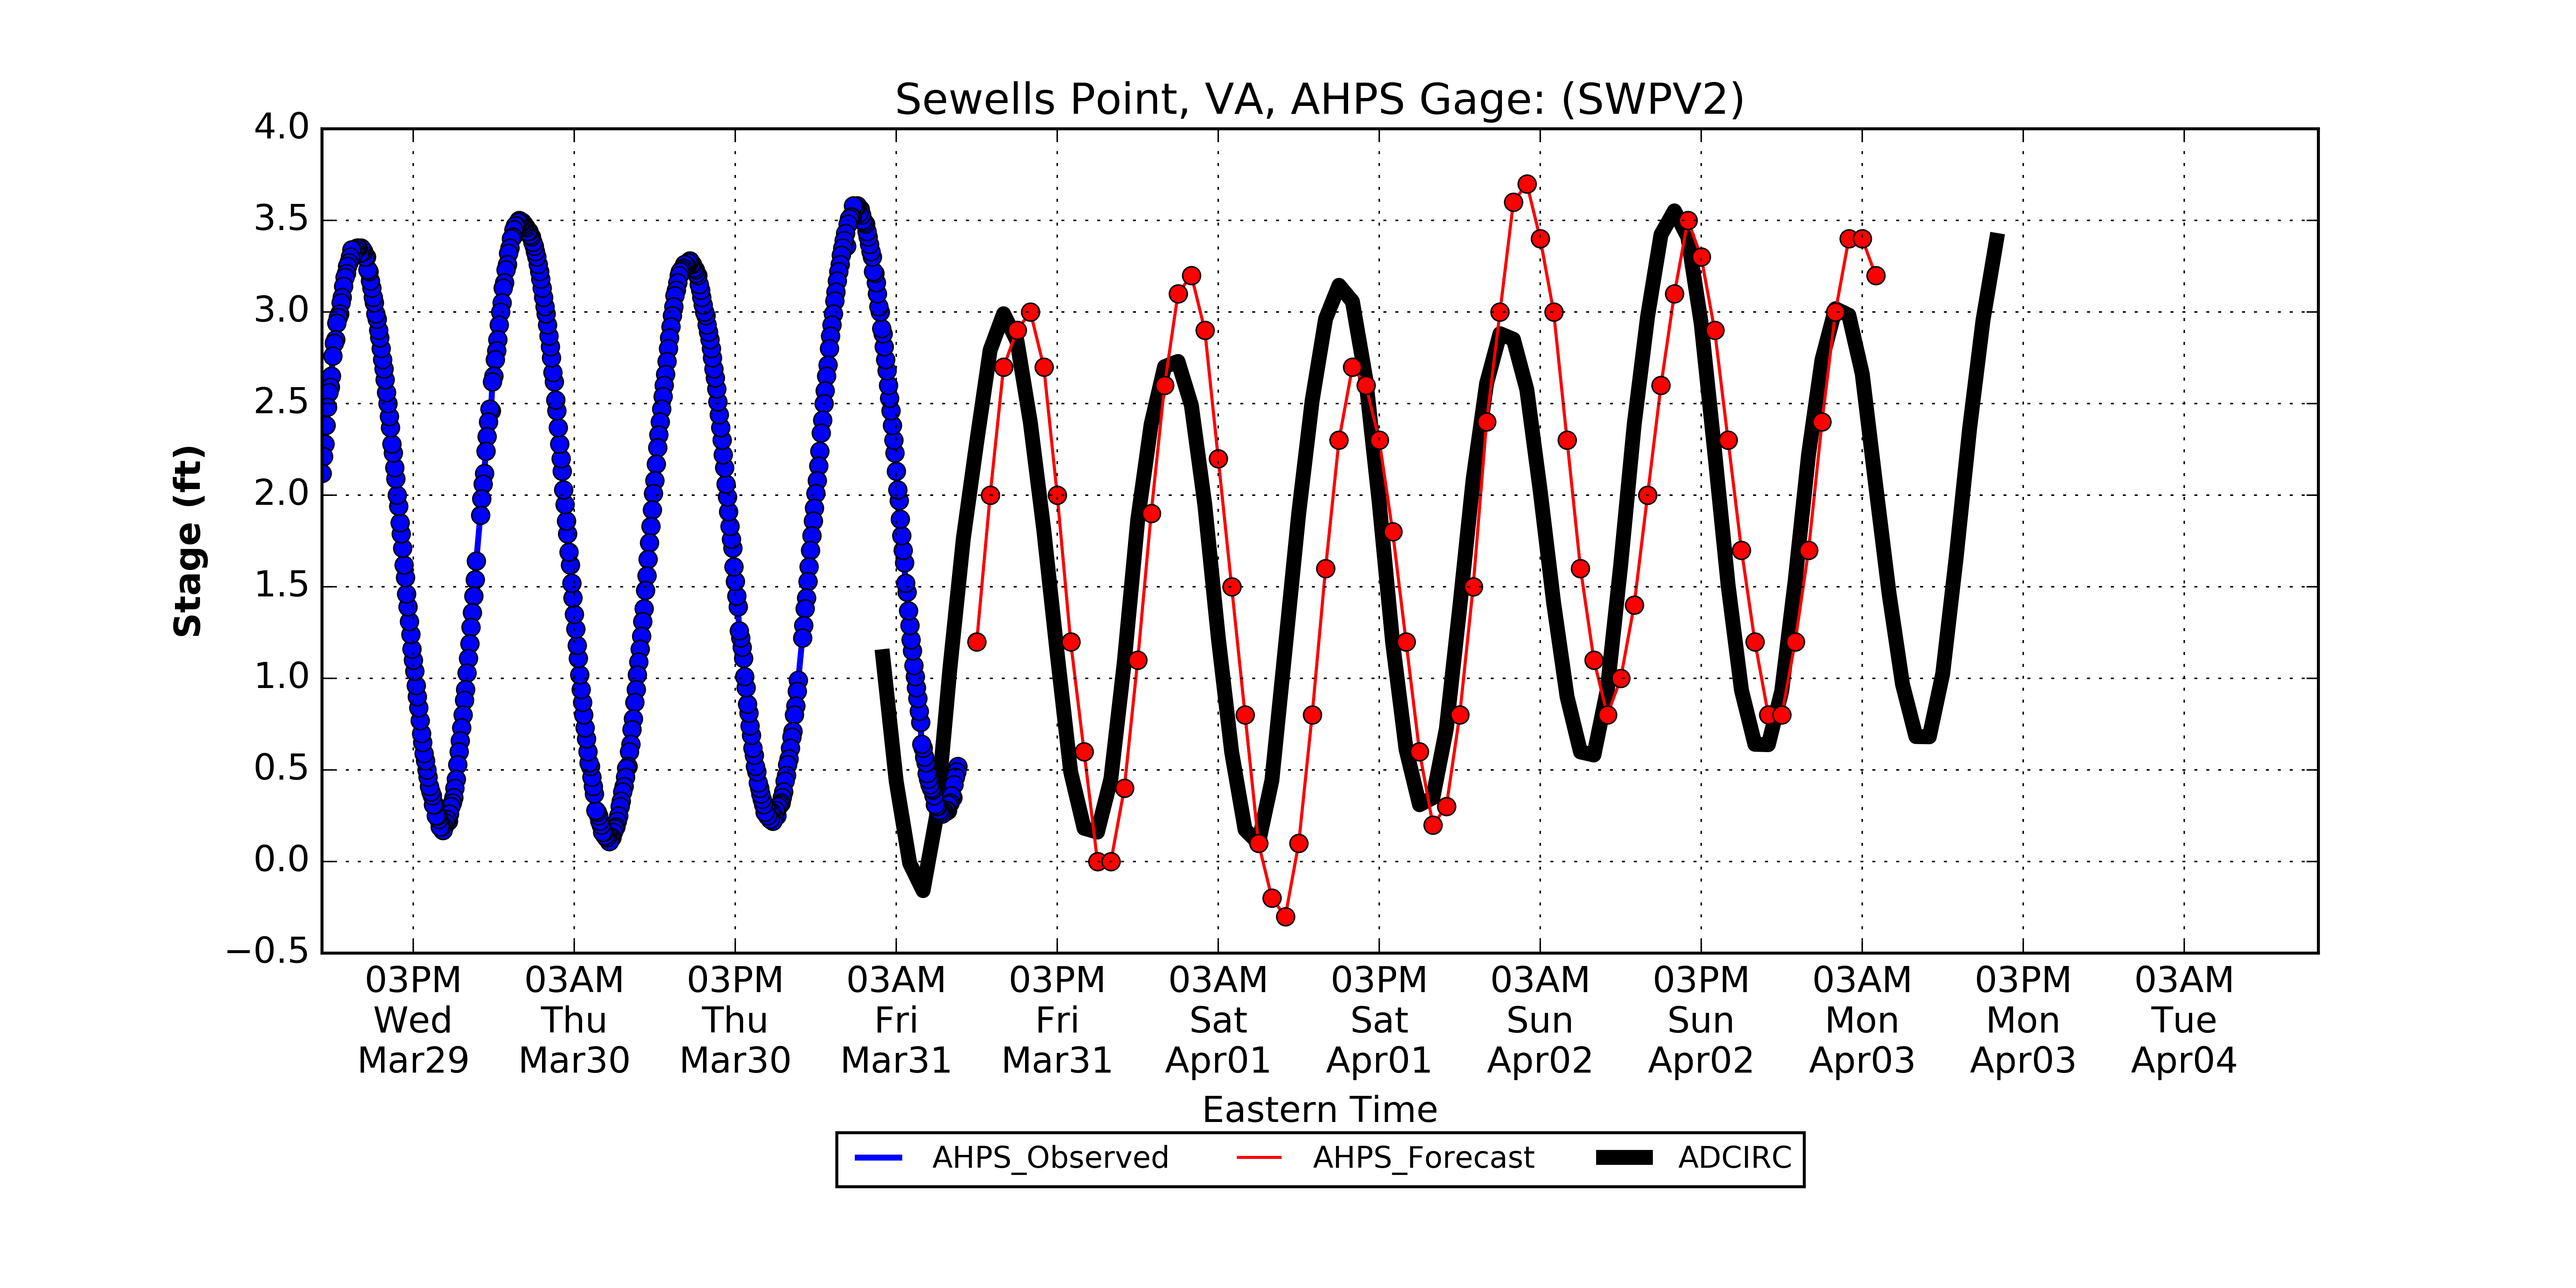 Sewells Point, VA, AHPS Gage: (SWPV2)
4.0
3.5
3.0
2.5
2.0
1.5
1.0
0.5
0.0
−0.5
Stage (ft)
03PM 03AM 03PM 03AM 03PM 03AM 03PM 03AM 03PM 03AM 03PM 03AM
Wed Thu Thu Fri Fri Sat Sat Sun Sun Mon Mon Tue
Mar29 Mar30 Mar30 Mar31 Mar31 Apr01 Apr01 Apr02 Apr02 Apr03 Apr03 Apr04
Eastern Time
AHPS_Observed AHPS_Forecast ADCIRC